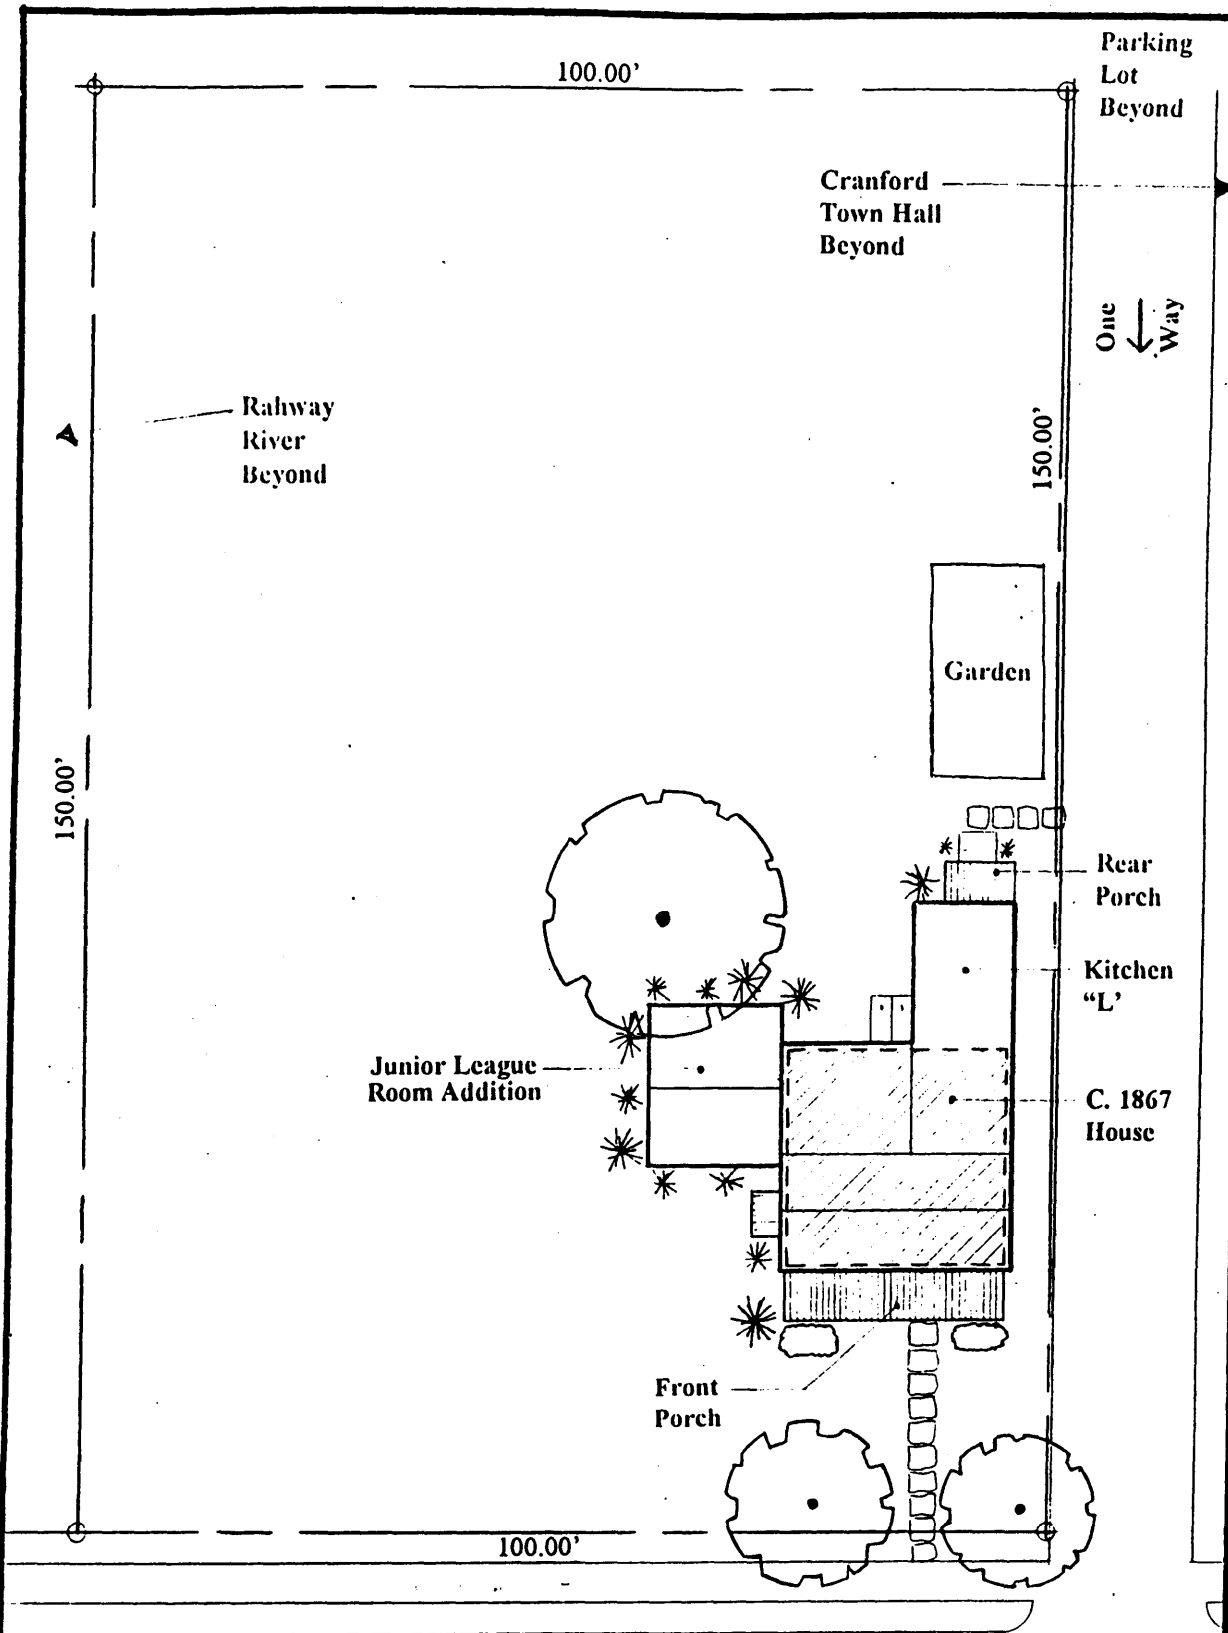 Parking
Lot
Beyond
100.00'
Cranford
Town Hall
Beyond
One
Way
Rahway
River
Beyond
150.00'
Garden
150.00'
Rear
Porch
Kitchen
"L'
Junior League
Room Addition
C. 1867
House
Front
Porch
100.00'